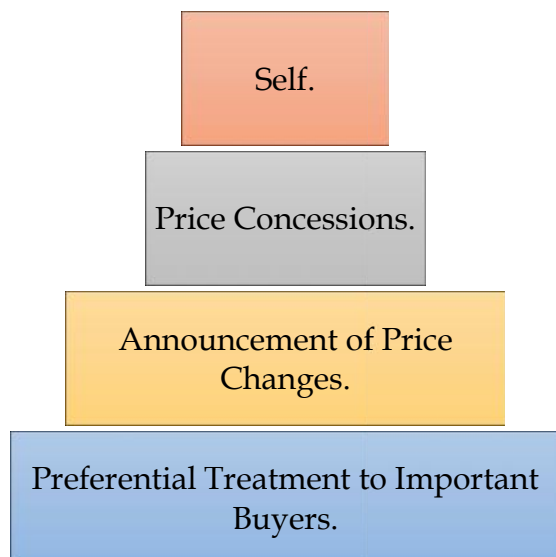 Self.
Price Concessions.
Announcement of Price
Changes.
Preferential Treatment to Important
Buyers.